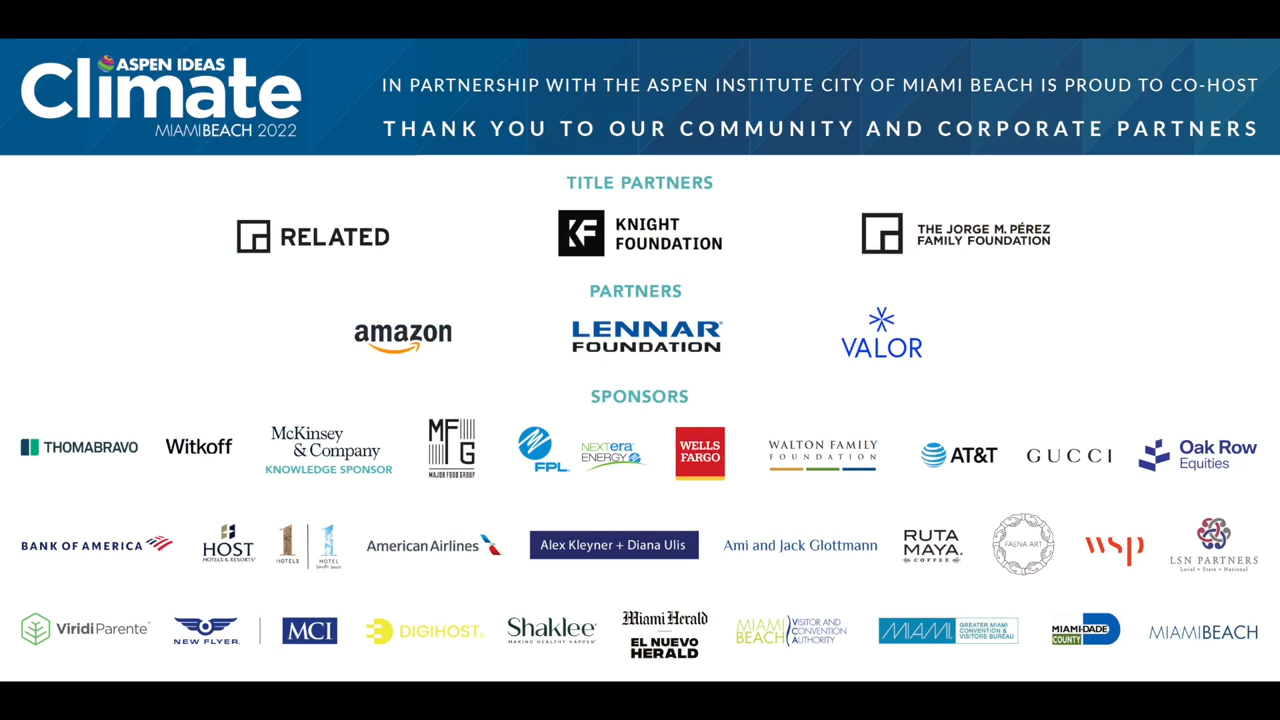 ASPEN IDEAS
Climate
MIAMIBEACH 2022
IN PARTNERSHIP WITH THE ASPEN INSTITUTE CITY OF MIAMI BEACH IS PROUD TO CO-HOST
THANK YOU TO OUR COMMUNITY AND CORPORATE PARTNERS
TITLE PARTNERS
RELATED
KF
KNIGHT
FOUNDATION
THE JORGE M. PÉREZ
FAMILY FOUNDATION
PARTNERS
amazon
LENNAR®
FOUNDATION
VALOR
SPONSORS
THOMABRAVO
Witkoff
McKinsey
& Company
KNOWLEDGE SPONSOR
MFG
MAJOR FOOD GROUP
FPL®
NEXTera®
ENERGY
WELLS
FARGO
WALTON FAMILY
FOUNDATION
AT&T
GUCCI
Oak Row
Equities
BANK OF AMERICA
HOST
HOTELS & RESORTS®
1
HOTELS
1
HOTEL
South Beach
American Airlines
Alex Kleyner + Diana Ulis
Ami and Jack Glottmann
RUTA
MAYA®
COFFEE
FAENA ART
wsp
LSN PARTNERS
Local • State • National
ViridiParente™
NEW FLYER®
MCI
DIGIHOST®
Shaklee®
MAKING HEALTHY HAPPEN®
Miami Herald
EL NUEVO
HERALD
MIAMI
BEACH
VISITOR AND
CONVENTION
AUTHORITY
MIAMI
GREATER MIAMI
CONVENTION &
VISITORS BUREAU
MIAMI-DADE
COUNTY
MIAMIBEACH